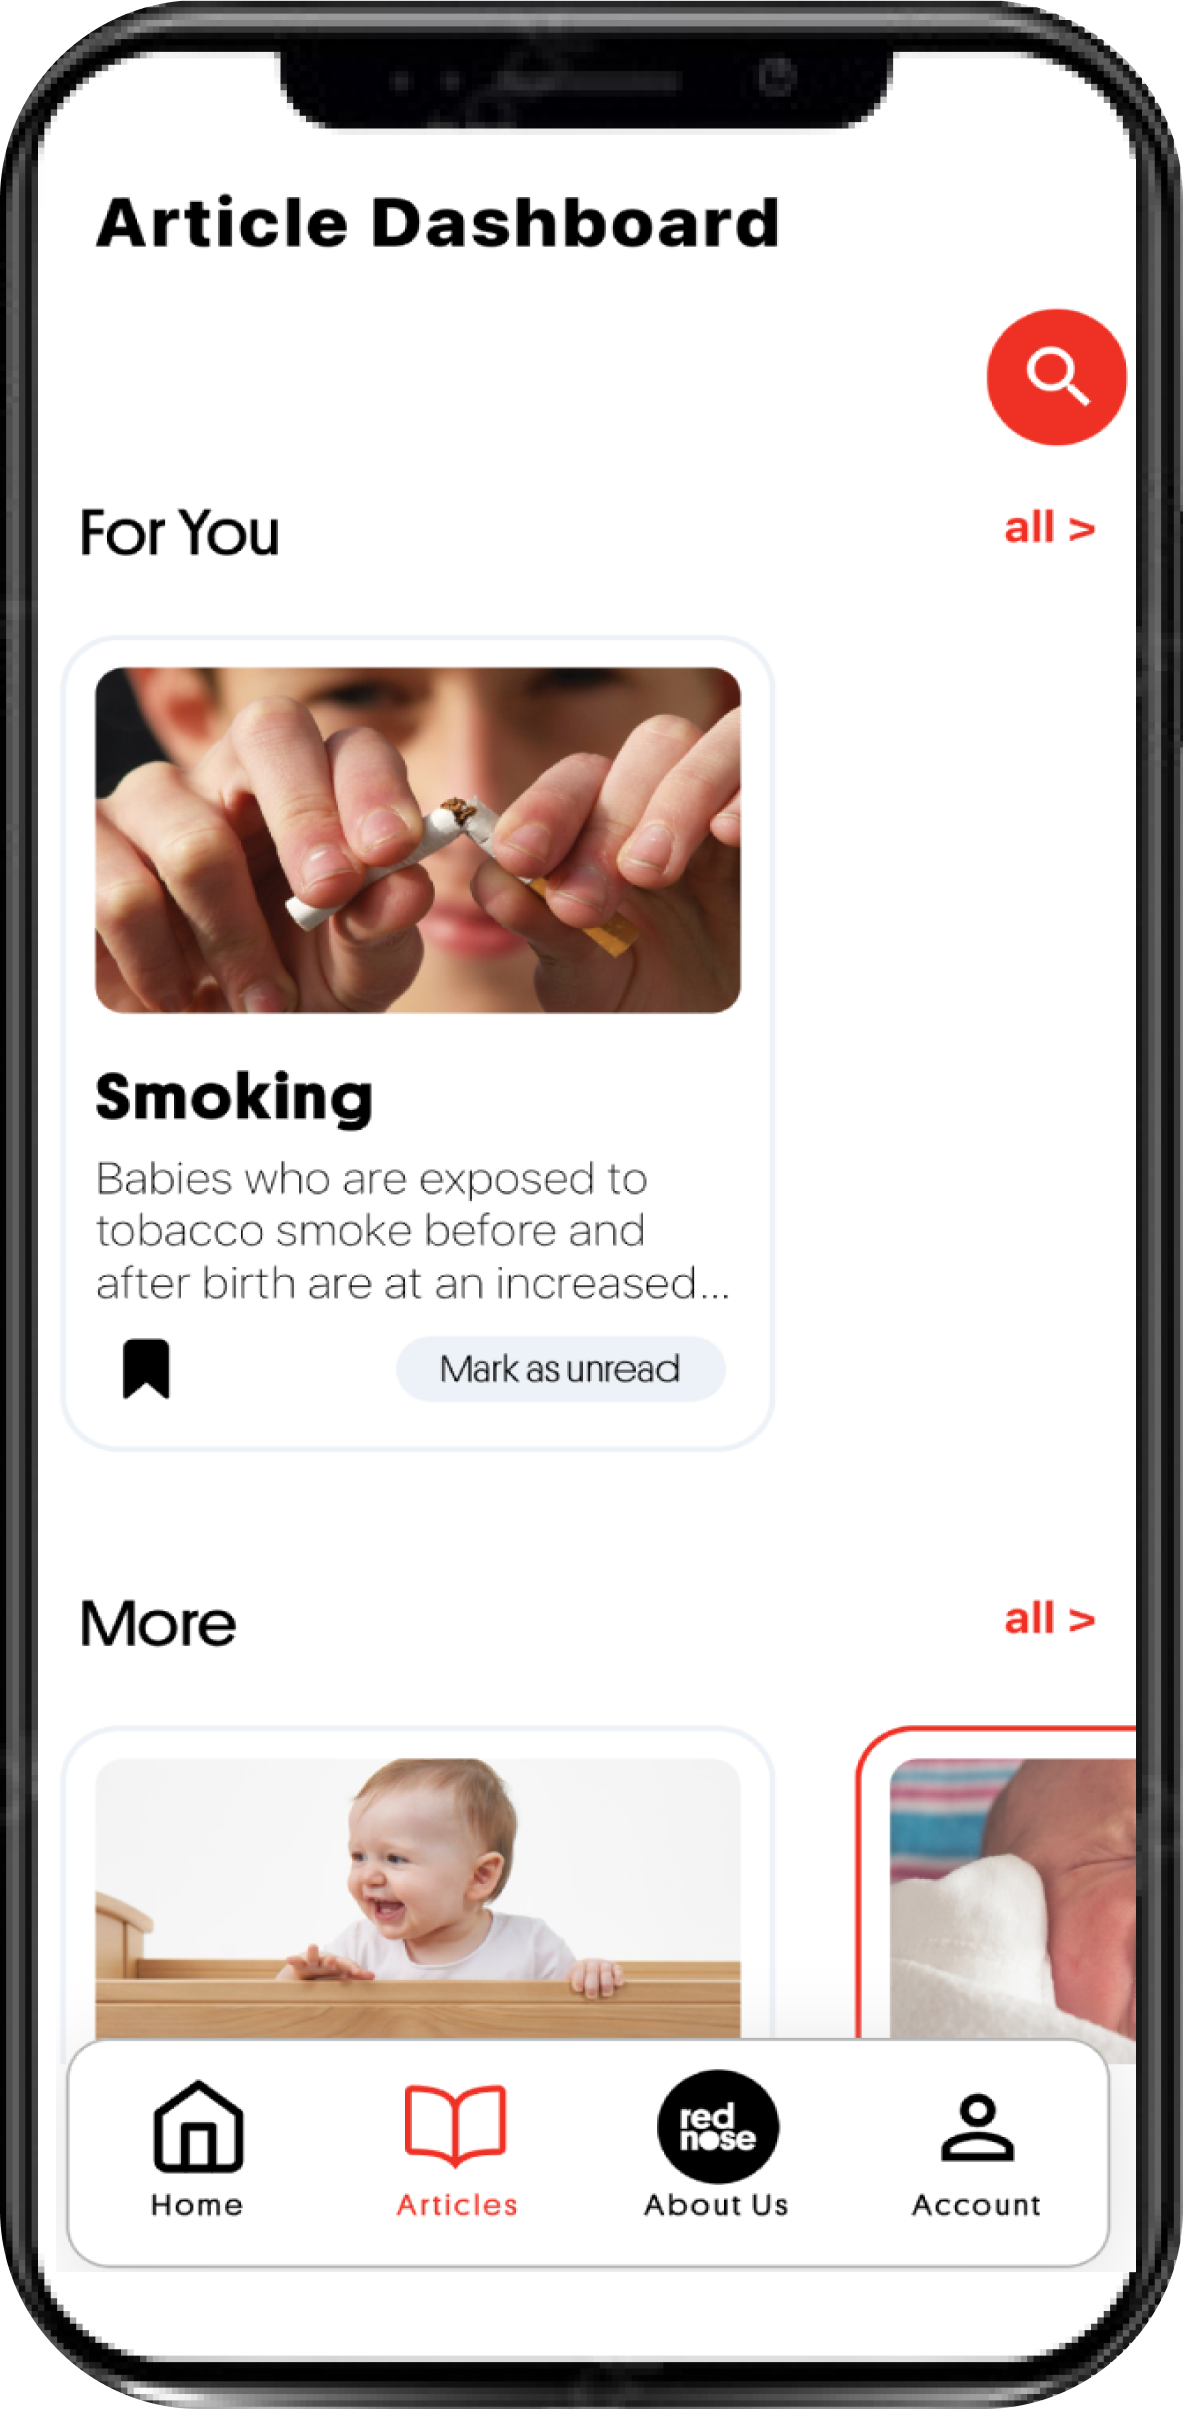 Article Dashboard
For You
all >
Smoking
Babies who are exposed to
tobacco smoke before and
after birth are at an increased...
Mark as unread
More
all >
red
nose
Home
Articles
About Us
Account